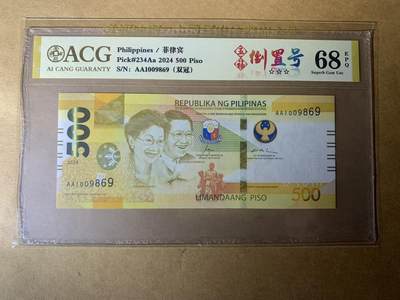 ACG
AI CANG GUARANTY
Philippines / 菲律宾
Pick#234Aa 2024 500 Piso
S/N: AAI009869 (双冠)
倒置号
☆☆☆
68 EPQ
Superb Gem Unc
REPUBLIKA NG PILIPINAS
AA1009869
500
2024
AA1009869
LIMANDAANG PISO
500